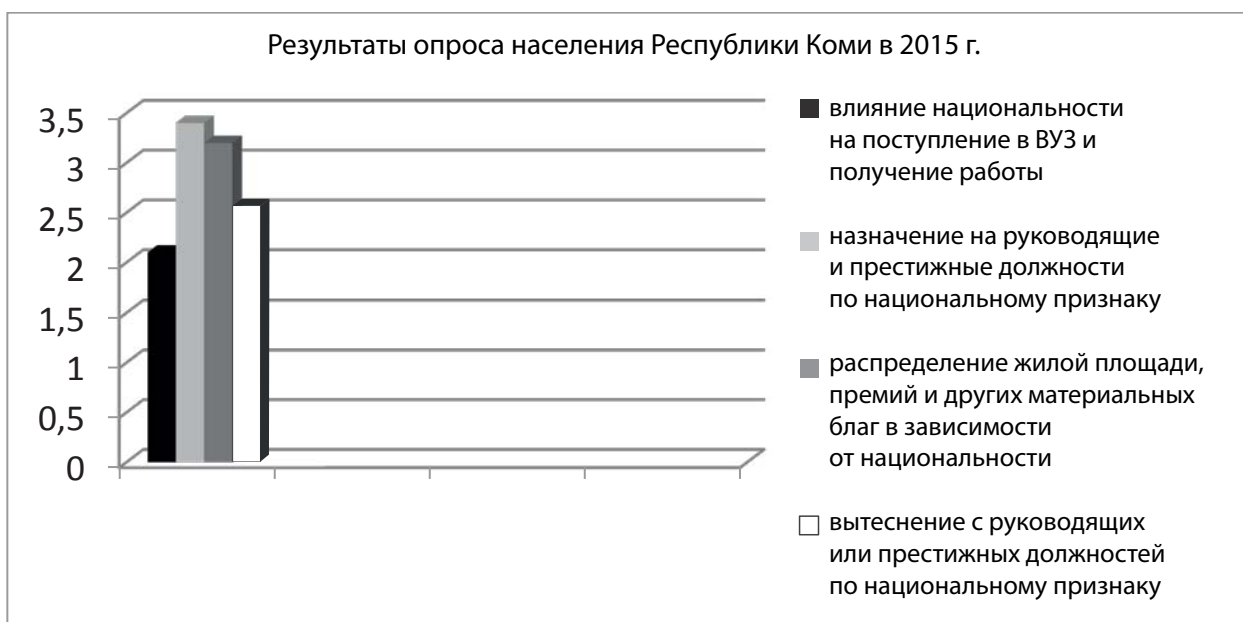 Результаты опроса населения Республики Коми в 2015 г.
3,5
3
2,5
2
1,5
1
0,5
0
влияние национальности
на поступление в ВУЗ и
получение работы
назначение на руководящие
и престижные должности
по национальному признаку
распределение жилой площади,
премий и других материальных
благ в зависимости
от национальности
вытеснение с руководящих
или престижных должностей
по национальному признаку